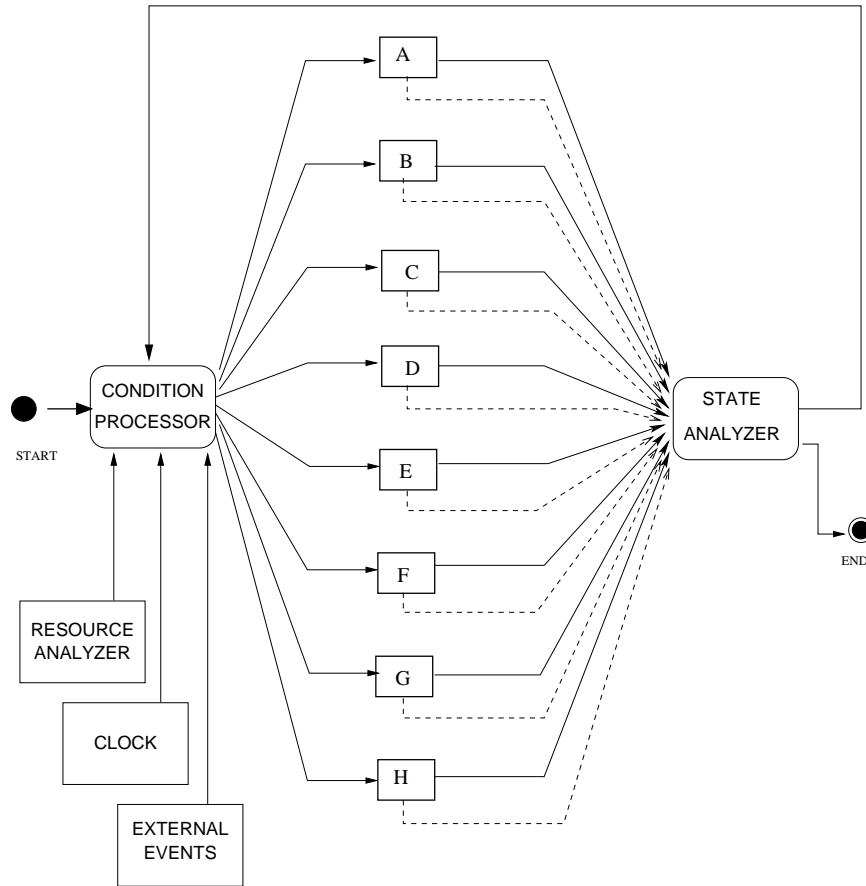 A
B
C
D
CONDITION
PROCESSOR
STATE
ANALYZER
START
E
END
F
RESOURCE
ANALYZER
G
CLOCK
H
EXTERNAL
EVENTS